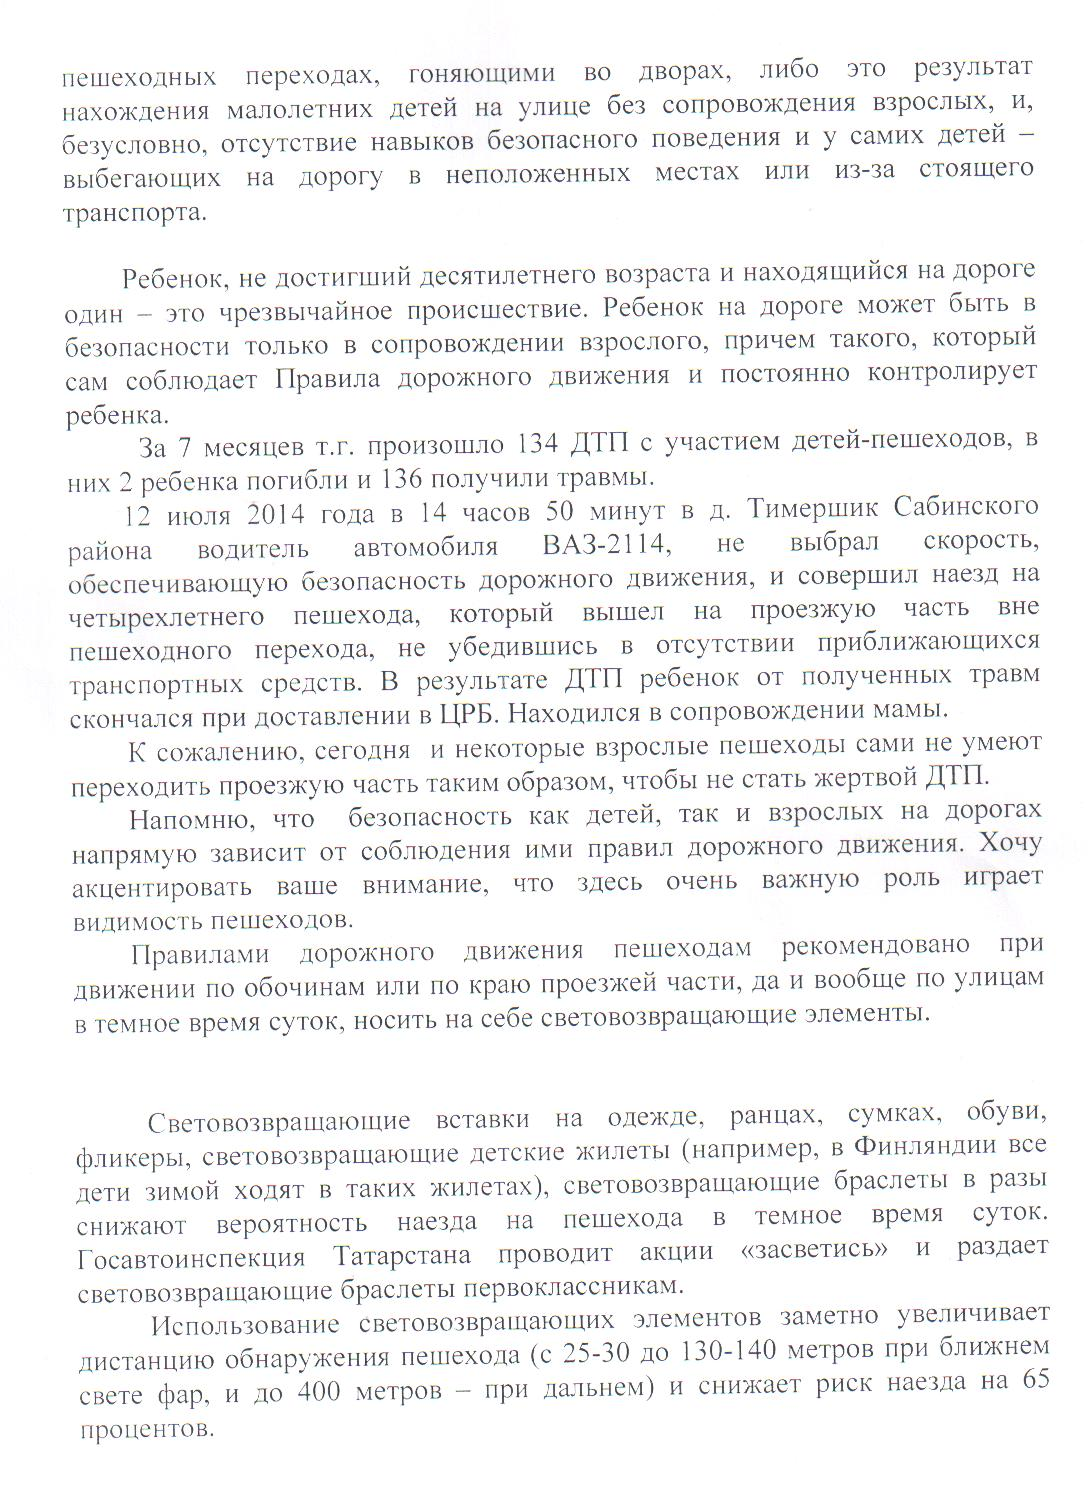 пешеходных переходах, гоняющими во дворах, либо это результат
нахождения малолетних детей на улице без сопровождения взрослых, и,
безусловно, отсутствие навыков безопасного поведения и у самих детей –
выбегающих на дорогу в неположенных местах или из-за стоящего
транспорта.
Ребенок, не достигший десятилетнего возраста и находящийся на дороге
один – это чрезвычайное происшествие. Ребенок на дороге может быть в
безопасности только в сопровождении взрослого, причем такого, который
сам соблюдает Правила дорожного движения и постоянно контролирует
ребенка.
За 7 месяцев т.г. произошло 134 ДТП с участием детей-пешеходов, в
них 2 ребенка погибли и 136 получили травмы.
12 июля 2014 года в 14 часов 50 минут в д. Тимершик Сабинского
района водитель автомобиля ВАЗ-2114, не выбрал скорость,
обеспечивающую безопасность дорожного движения, и совершил наезд на
четырехлетнего пешехода, который вышел на проезжую часть вне
пешеходного перехода, не убедившись в отсутствии приближающихся
транспортных средств. В результате ДТП ребенок от полученных травм
скончался при доставлении в ЦРБ. Находился в сопровождении мамы.
К сожалению, сегодня и некоторые взрослые пешеходы сами не умеют
переходить проезжую часть таким образом, чтобы не стать жертвой ДТП.
Напомню, что безопасность как детей, так и взрослых на дорогах
напрямую зависит от соблюдения ими правил дорожного движения. Хочу
акцентировать ваше внимание, что здесь очень важную роль играет
видимость пешеходов.
Правилами дорожного движения пешеходам рекомендовано при
движении по обочинам или по краю проезжей части, да и вообще по улицам
в темное время суток, носить на себе световозвращающие элементы.
Световозвращающие вставки на одежде, ранцах, сумках, обуви,
фликеры, световозвращающие детские жилеты (например, в Финляндии все
дети зимой ходят в таких жилетах), световозвращающие браслеты в разы
снижают вероятность наезда на пешехода в темное время суток.
Госавтоинспекция Татарстана проводит акции «засветись» и раздает
световозвращающие браслеты первоклассникам.
Использование световозвращающих элементов заметно увеличивает
дистанцию обнаружения пешехода (с 25-30 до 130-140 метров при ближнем
свете фар, и до 400 метров – при дальнем) и снижает риск наезда на 65
процентов.